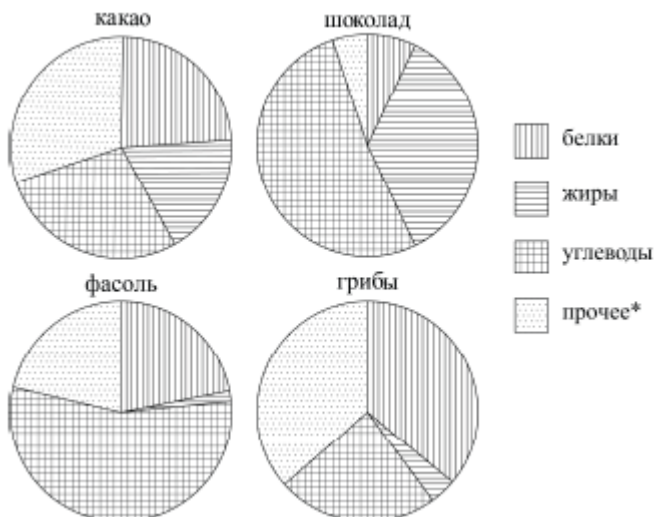 какао
шоколад
белки
жиры
углеводы
прочее*
фасоль
грибы